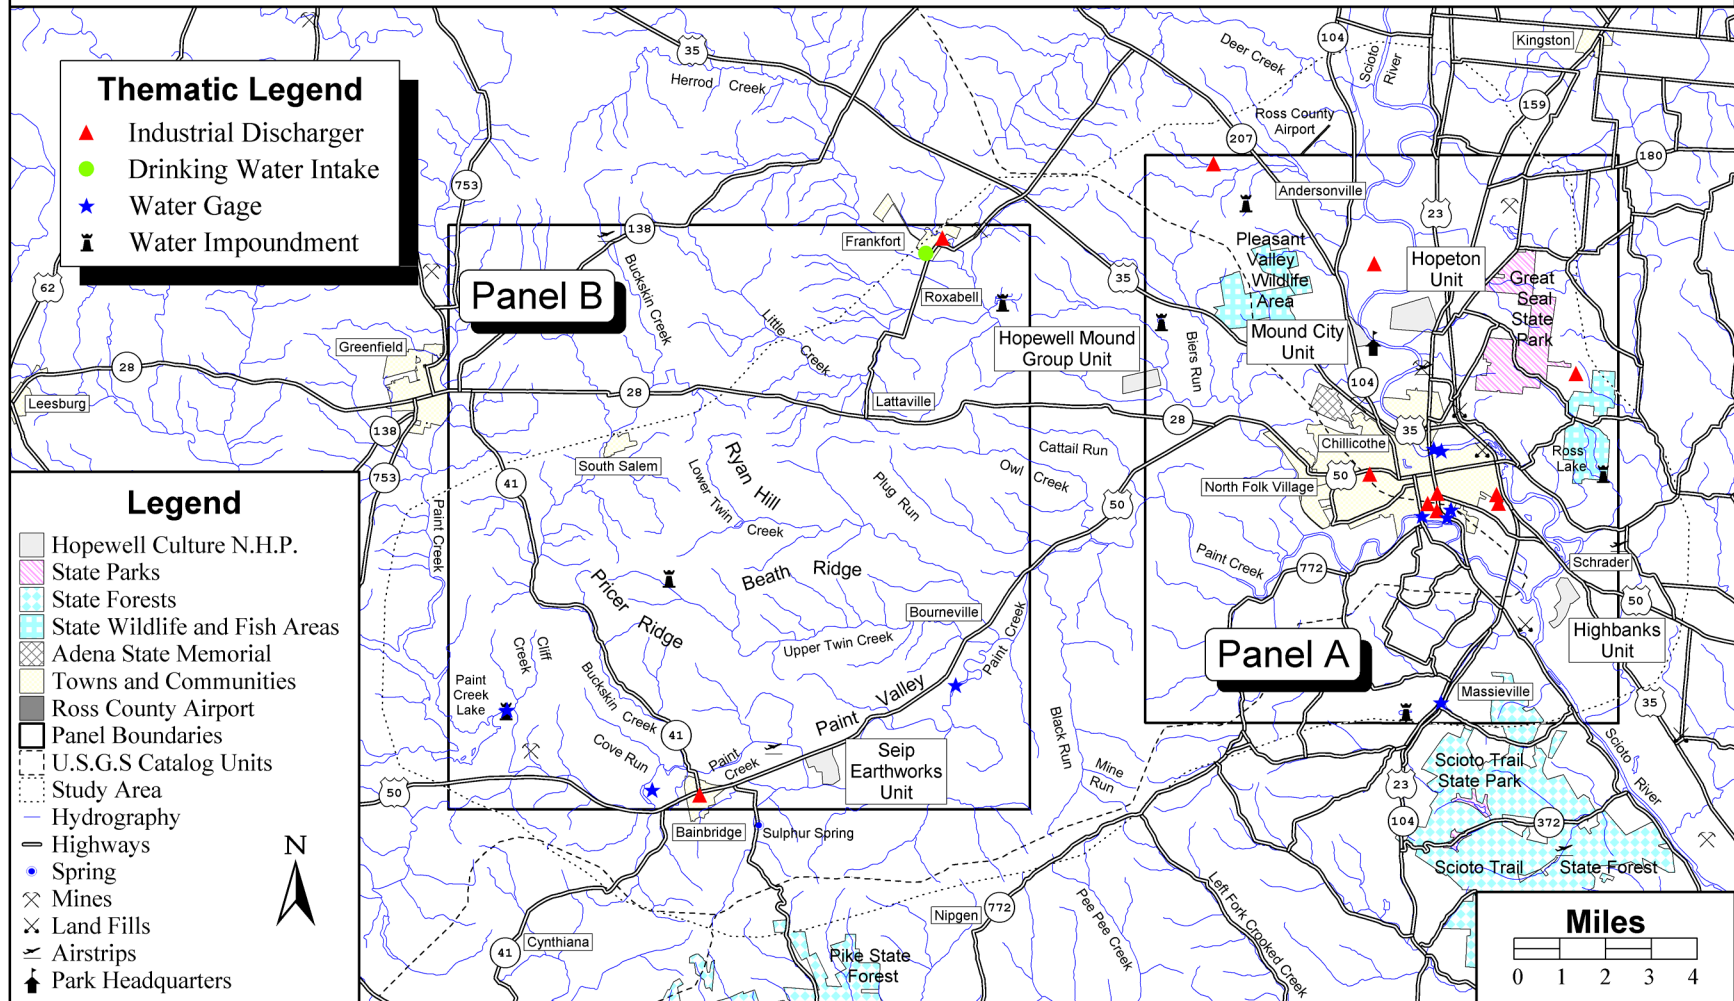 Thematic Legend
Industrial Discharger
Drinking Water Intake
Water Gage
Water Impoundment
35
Herrod Creek
Deer Creek
104
Scioto
River
Kingston
159
Ross County
Airport
207
180
753
Andersonville
23
138
Frankfort
Pleasant
Valley
Wildlife
Area
Hopeton
Unit
Great
Seal
State
Park
62
Panel B
Buckskin Creek
Roxabell
35
Little
Creek
Hopewell Mound
Group Unit
Biers Run
Mound City
Unit
Greenfield
28
Leesburg
28
Lattaville
104
28
138
South Salem
Ryan Hill
Cattail Run
Chillicothe
35
Ross
Lake
753
41
Lower Twin
Creek
Plug Run
Owl Creek
50
North Folk Village
50
Paint Creek
Paint Creek
772
Schrader
Beath Ridge
Pricer
Ridge
50
Bourneville
Paint Creek
Highbanks
Unit
Panel A
Cliff
Creek
Upper Twin Creek
Paint
Creek
Lake
Buckskin
Creek
Paint Valley
Massieville
35
41
Black Run
Cove Run
Paint
Creek
Seip
Earthworks
Unit
Mine
Run
Scioto
River
Scioto Trail
State Park
50
23
104
372
Bainbridge
Sulphur Spring
Scioto Trail State Forest
Left Fork Crooked Creek
Pee Pee Creek
Nipgen
772
Cynthiana
41
Pike State
Forest
Legend
Hopewell Culture N.H.P.
State Parks
State Forests
State Wildlife and Fish Areas
Adena State Memorial
Towns and Communities
Ross County Airport
Panel Boundaries
U.S.G.S Catalog Units
Study Area
Hydrography
Highways
Spring
Mines
Land Fills
Airstrips
Park Headquarters
N
Miles
0 1 2 3 4